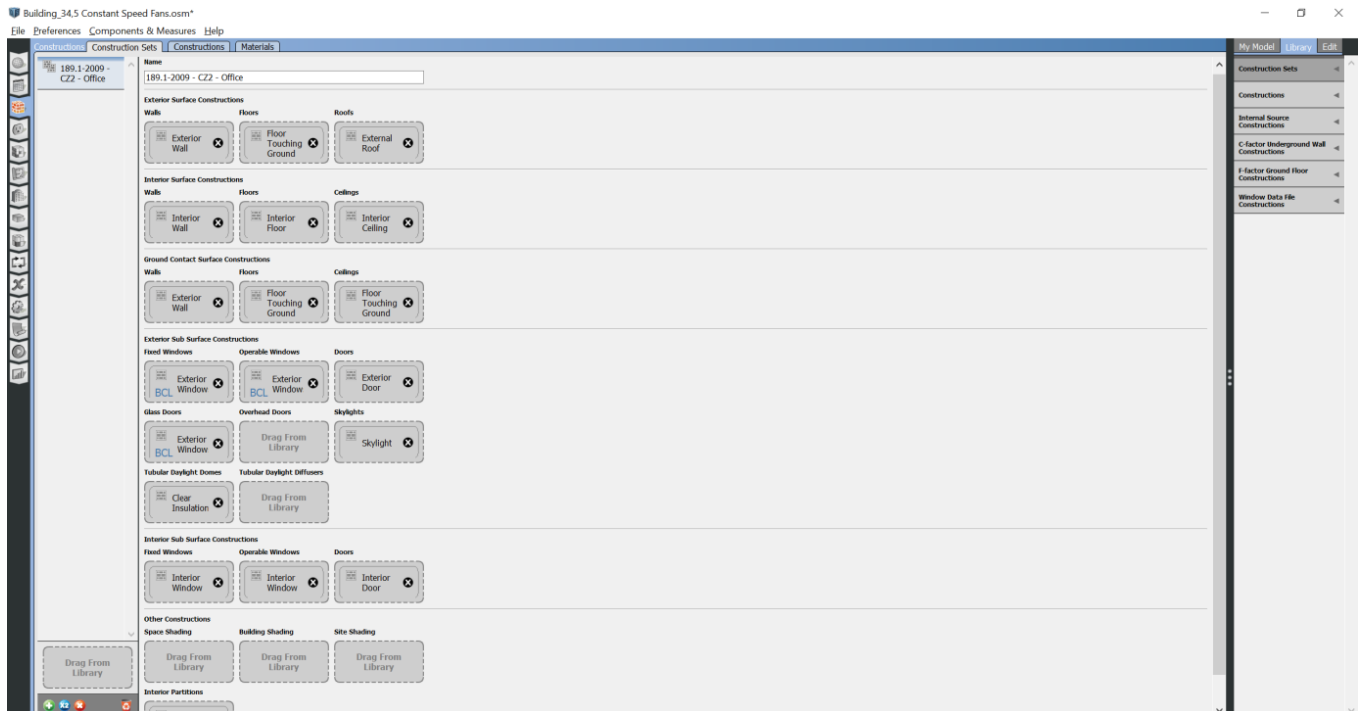 Building_34,5 Constant Speed Fans.osm*
File Preferences Components & Measures Help
Constructions Construction Sets Constructions Materials
My Model Library Edit
189.1-2009 -
CZ2 - Office
Name
189.1-2009 - CZ2 - Office
Exterior Surface Constructions
Walls Floors Roofs
Exterior
Wall
Floor
Touching
Ground
External
Roof
Interior Surface Constructions
Walls Floors Ceilings
Interior
Wall
Interior
Floor
Interior
Ceiling
Ground Contact Surface Constructions
Walls Floors Ceilings
Exterior
Wall
Floor
Touching
Ground
Floor
Touching
Ground
Exterior Sub Surface Constructions
Fixed Windows Operable Windows Doors
Exterior
Window
BCL
Exterior
Window
BCL
Exterior
Door
Glass Doors Overhead Doors Skylights
Exterior
Window
BCL
Drag From
Library
Skylight
Tubular Daylight Domes Tubular Daylight Diffusers
Clear
Insulation
Drag From
Library
Interior Sub Surface Constructions
Fixed Windows Operable Windows Doors
Interior
Window
Interior
Window
Interior
Door
Other Constructions
Space Shading Building Shading Site Shading
Drag From
Library
Drag From
Library
Drag From
Library
Interior Partitions
Drag From
Library
x2
Construction Sets
Constructions
Internal Source
Constructions
C-factor Underground Wall
Constructions
F-factor Ground Floor
Constructions
Window Data File
Constructions